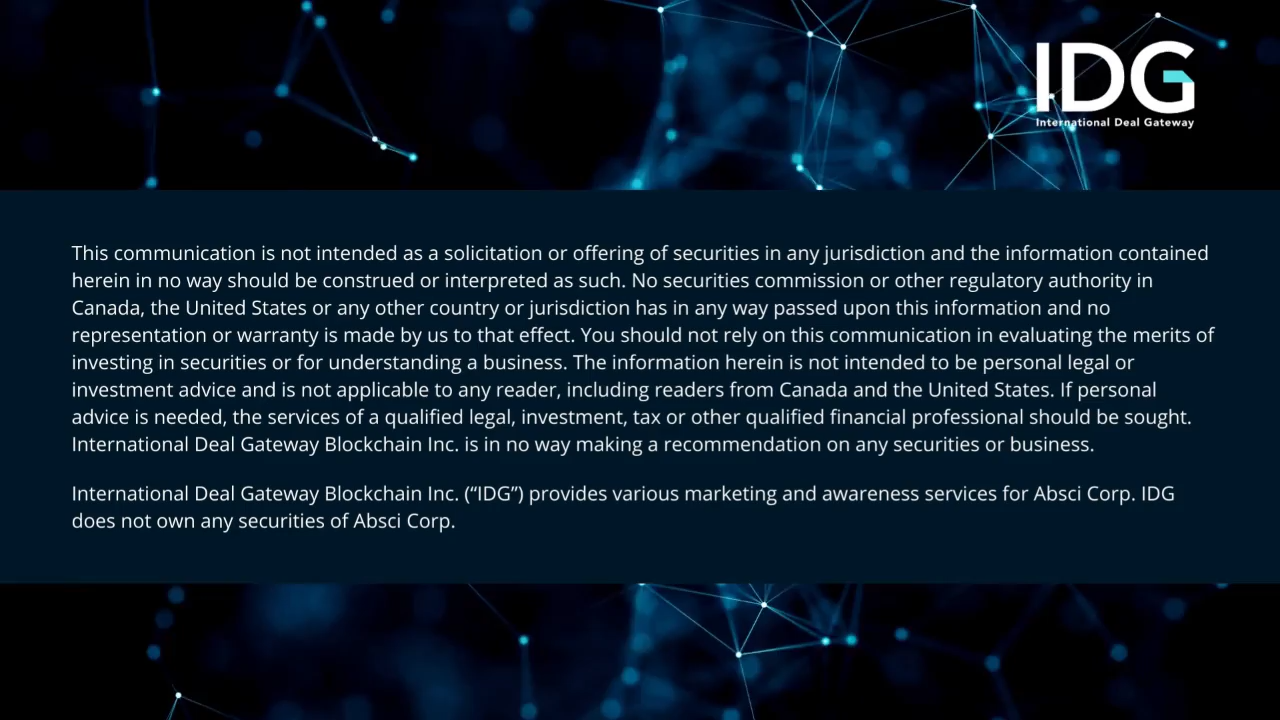 IDG
International Deal Gateway
This communication is not intended as a solicitation or offering of securities in any jurisdiction and the information contained
herein in no way should be construed or interpreted as such. No securities commission or other regulatory authority in
Canada, the United States or any other country or jurisdiction has in any way passed upon this information and no
representation or warranty is made by us to that effect. You should not rely on this communication in evaluating the merits of
investing in securities or for understanding a business. The information herein is not intended to be personal legal or
investment advice and is not applicable to any reader, including readers from Canada and the United States. If personal
advice is needed, the services of a qualified legal, investment, tax or other qualified financial professional should be sought.
International Deal Gateway Blockchain Inc. is in no way making a recommendation on any securities or business.
International Deal Gateway Blockchain Inc. (“IDG”) provides various marketing and awareness services for Absci Corp. IDG
does not own any securities of Absci Corp.